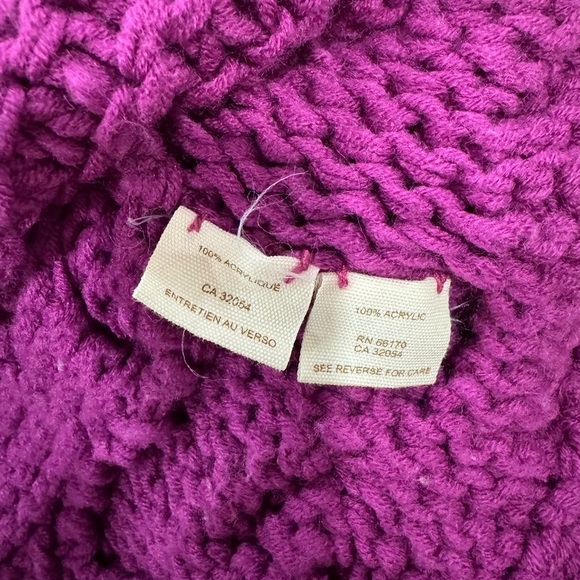 100% ACRYLIQUE
CA 32054
ENTRETIEN AU VERSO
100% ACRYLIC
RN 66170
CA 32054
SEE REVERSE FOR CARE